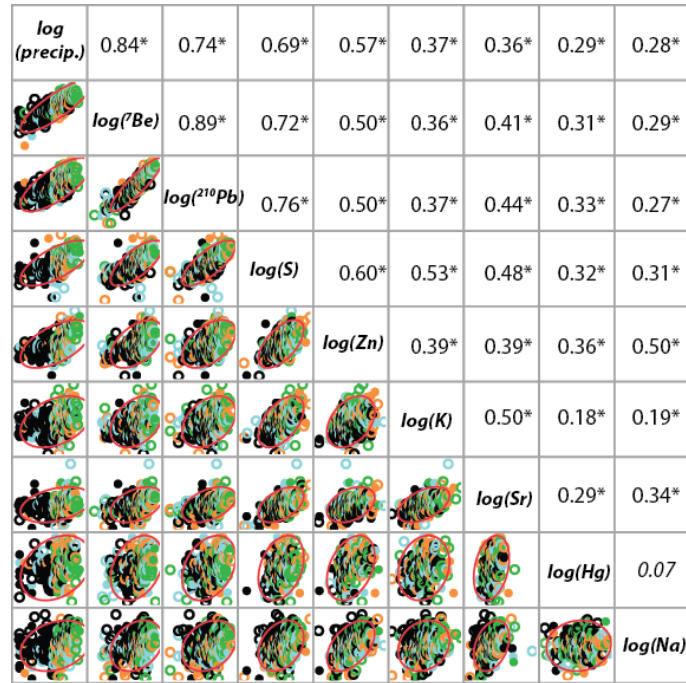 log
(precip.) 0.84* 0.74* 0.69* 0.57* 0.37* 0.36* 0.29* 0.28*
log(⁷Be) 0.89* 0.72* 0.50* 0.36* 0.41* 0.31* 0.29*
log(²¹⁰Pb) 0.76* 0.50* 0.37* 0.44* 0.33* 0.27*
log(S) 0.60* 0.53* 0.48* 0.32* 0.31*
log(Zn) 0.39* 0.39* 0.36* 0.50*
log(K) 0.50* 0.18* 0.19*
log(Sr) 0.29* 0.34*
log(Hg) 0.07
log(Na)